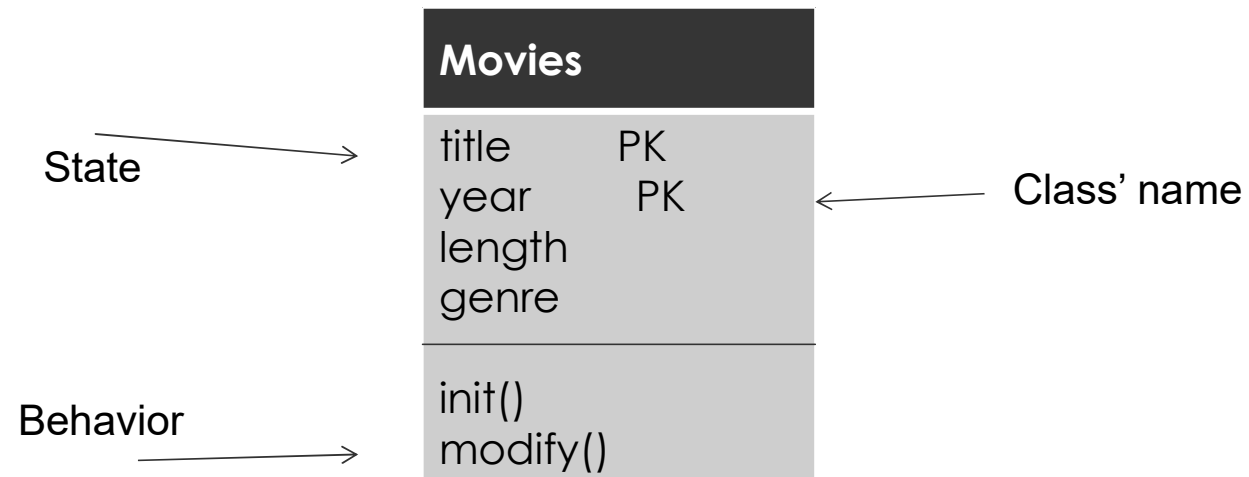 Movies
State
title PK
year PK
Class’ name
length
genre
Behavior
init()
modify()